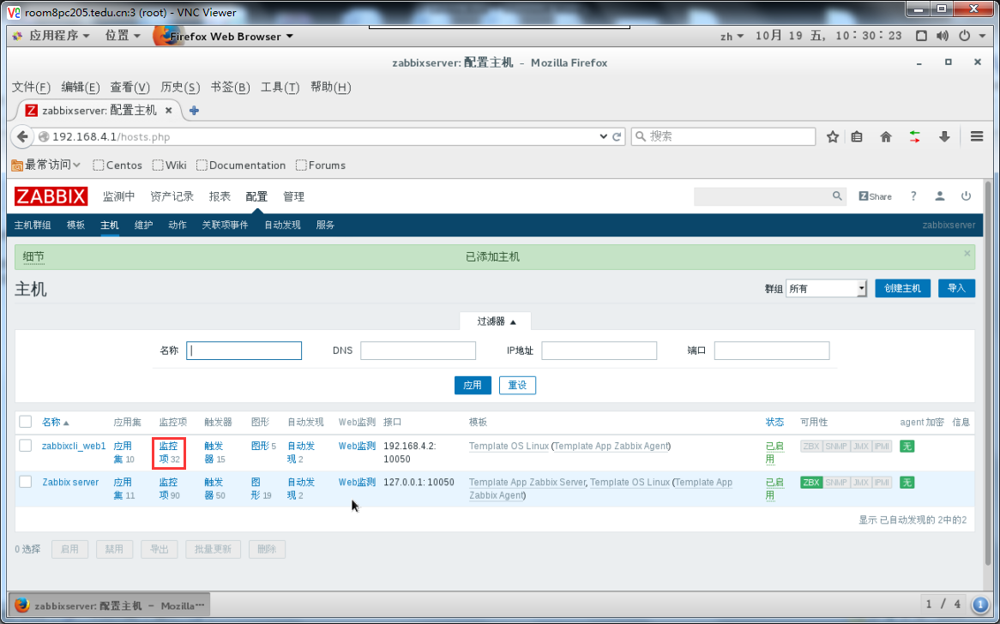 room8pc205.tedu.cn:3 (root) - VNC Viewer
应用程序 位置 Firefox Web Browser zh 10月 19 五, 10:30:23
zabbixserver: 配置主机 - Mozilla Firefox
文件(F) 编辑(E) 查看(V) 历史(S) 书签(B) 工具(T) 帮助(H)
zabbixserver: 配置主机
192.168.4.1/hosts.php 搜索
最常访问 Centos Wiki Documentation Forums
ZABBIX 监测中 资产记录 报表 配置 管理 Z Share ?
主机群组 模板 主机 维护 动作 关联项事件 自动发现 服务 zabbixserver
细节 已添加主机
主机 群组 所有 创建主机 导入
过滤器
名称 DNS IP地址 端口
应用 重设
名称 应用集 监控项 触发器 图形 自动发现 Web监测 接口 模板 状态 可用性 agent 加密 信息
zabbixcli_web1 应用 监控 触发 图形 5 自动发 Web监测 192.168.4.2: Template OS Linux (Template App Zabbix Agent) 已启 ZBX SNMP JMX IPMI 无
集 10 项 32 器 15 现 2 10050 用
Zabbix server 应用 监控 触发 图 自动发 Web监测 127.0.0.1: 10050 Template App Zabbix Server, Template OS Linux (Template App 已启 ZBX SNMP JMX IPMI 无
集 11 项 90 器 50 形 19 现 2 Zabbix Agent) 用
显示 已自动发现的 2中的2
0 选择 启用 禁用 导出 批量更新 删除
zabbixserver: 配置主机 - Mozilla… 1 / 4 1